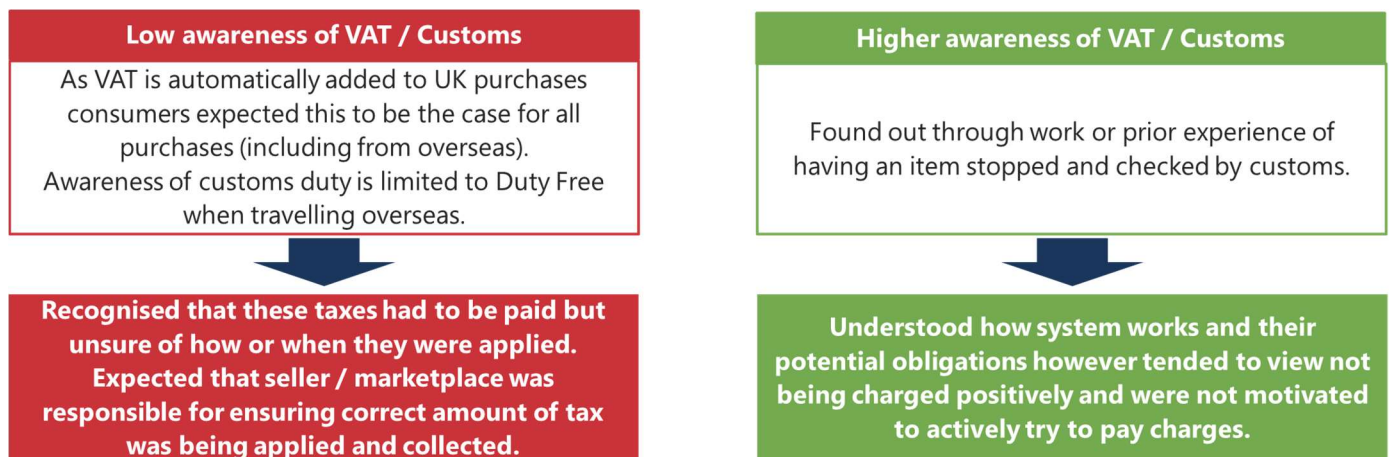 Low awareness of VAT / Customs
As VAT is automatically added to UK purchases
consumers expected this to be the case for all
purchases (including from overseas).
Awareness of customs duty is limited to Duty Free
when travelling overseas.
Recognised that these taxes had to be paid but
unsure of how or when they were applied.
Expected that seller / marketplace was
responsible for ensuring correct amount of tax
was being applied and collected.
Higher awareness of VAT / Customs
Found out through work or prior experience of
having an item stopped and checked by customs.
Understood how system works and their
potential obligations however tended to view not
being charged positively and were not motivated
to actively try to pay charges.